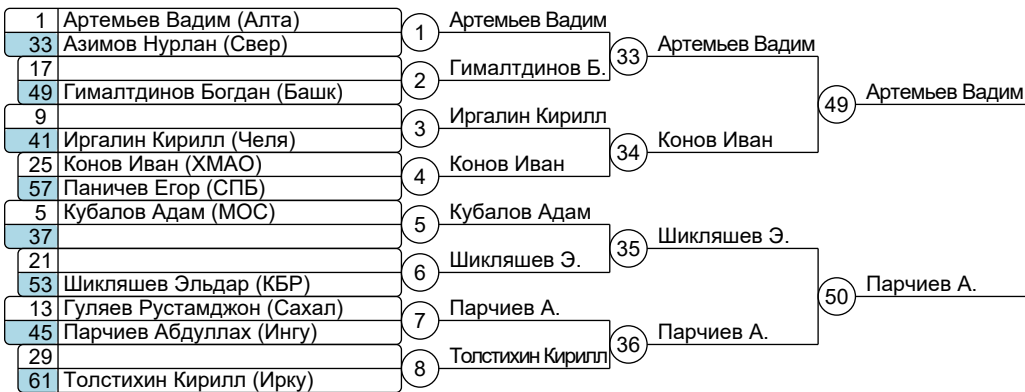 1 Артемьев Вадим (Алта)
33 Азимов Нурлан (Свер)
17
49 Гималтдинов Богдан (Башк)
9
41 Иргалин Кирилл (Челя)
25 Конов Иван (ХМАО)
57 Паничев Егор (СПБ)
5 Кубалов Адам (МОС)
37
21
53 Шикляшев Эльдар (КБР)
13 Гуляев Рустамджон (Сахал)
45 Парчиев Абдуллах (Ингу)
29
61 Толстихин Кирилл (Ирку)
1 Артемьев Вадим
2 Гималтдинов Б.
3 Иргалин Кирилл
4 Конов Иван
5 Кубалов Адам
6 Шикляшев Э.
7 Парчиев А.
8 Толстихин Кирилл
33 Артемьев Вадим
34 Конов Иван
35 Шикляшев Э.
36 Парчиев А.
49 Артемьев Вадим
50 Парчиев А.